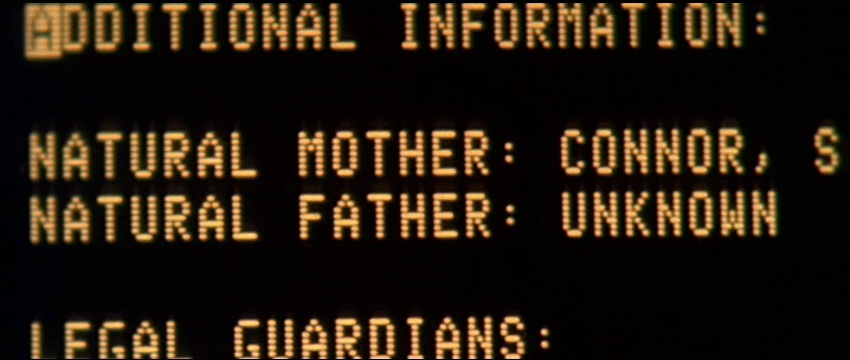 ADDITIONAL INFORMATION:
NATURAL MOTHER: CONNOR, S
NATURAL FATHER: UNKNOWN
LEGAL GUARDIANS: